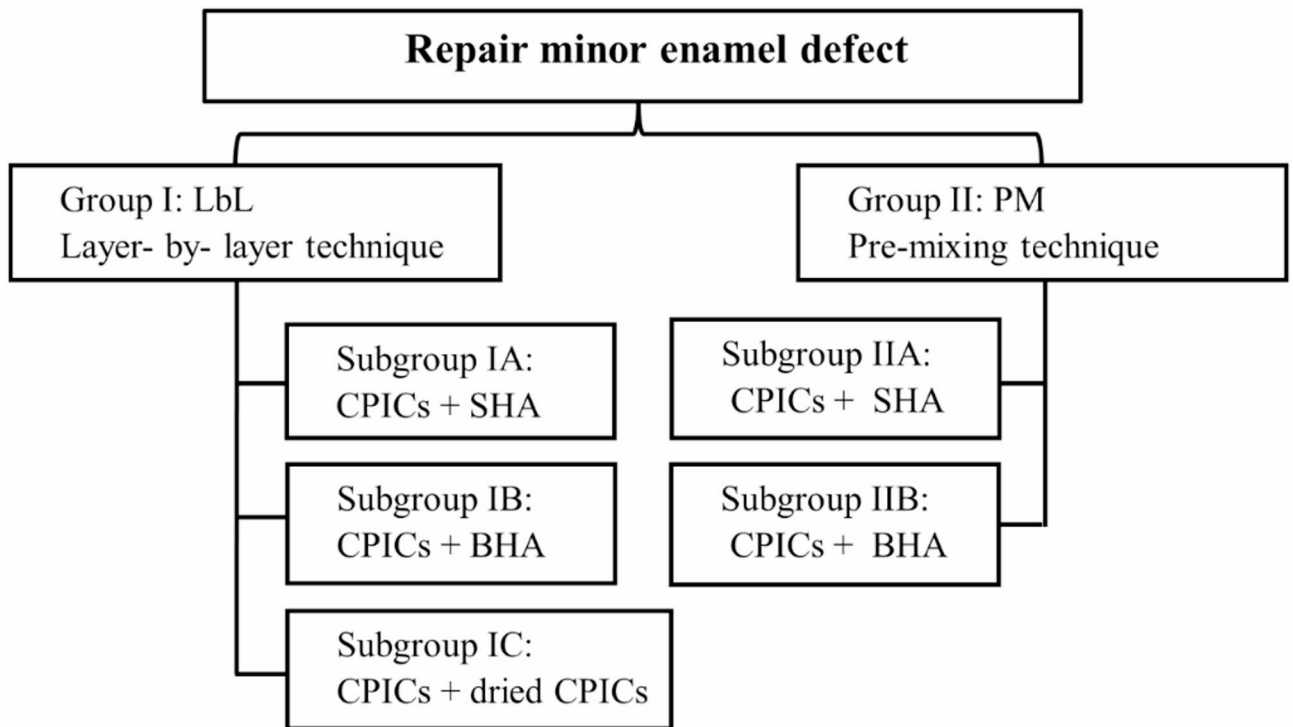 Repair minor enamel defect
Group I: LbL
Layer- by- layer technique
Group II: PM
Pre-mixing technique
Subgroup IA:
CPICs + SHA
Subgroup IB:
CPICs + BHA
Subgroup IC:
CPICs + dried CPICs
Subgroup IIA:
CPICs + SHA
Subgroup IIB:
CPICs + BHA